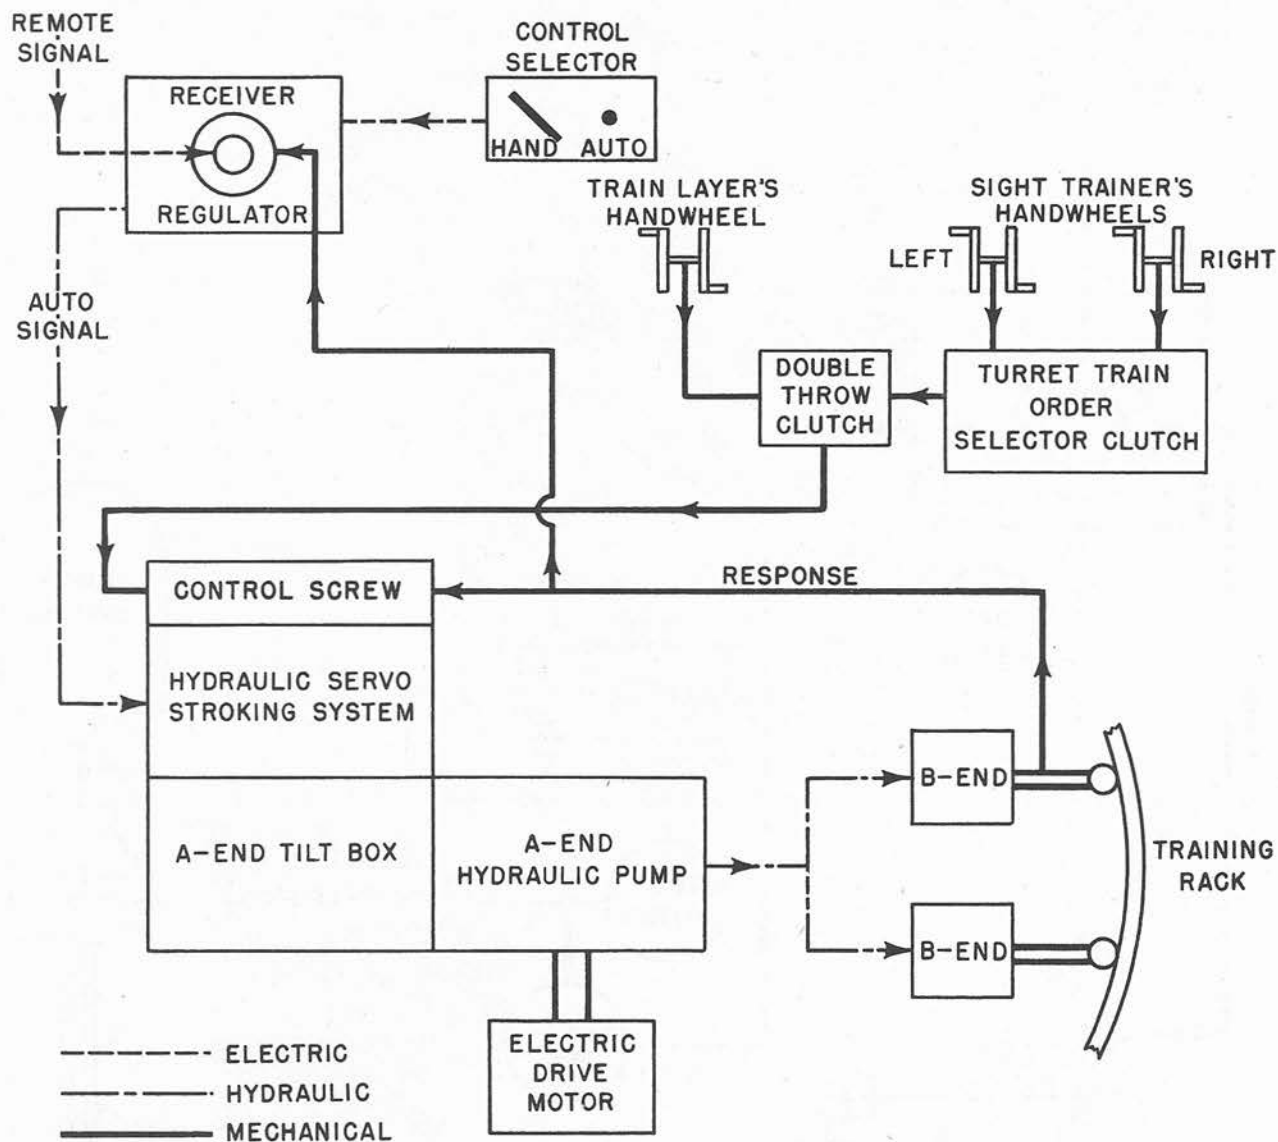 REMOTE
SIGNAL
CONTROL
SELECTOR
RECEIVER
REGULATOR
HAND AUTO
TRAIN LAYER'S
HANDWHEEL
SIGHT TRAINER'S
HANDWHEELS
LEFT
RIGHT
AUTO
SIGNAL
DOUBLE
THROW
CLUTCH
TURRET TRAIN
ORDER
SELECTOR CLUTCH
CONTROL SCREW
RESPONSE
HYDRAULIC SERVO
STROKING SYSTEM
A-END TILT BOX
A-END
HYDRAULIC PUMP
B-END
B-END
TRAINING
RACK
ELECTRIC
DRIVE
MOTOR
ELECTRIC
HYDRAULIC
MECHANICAL